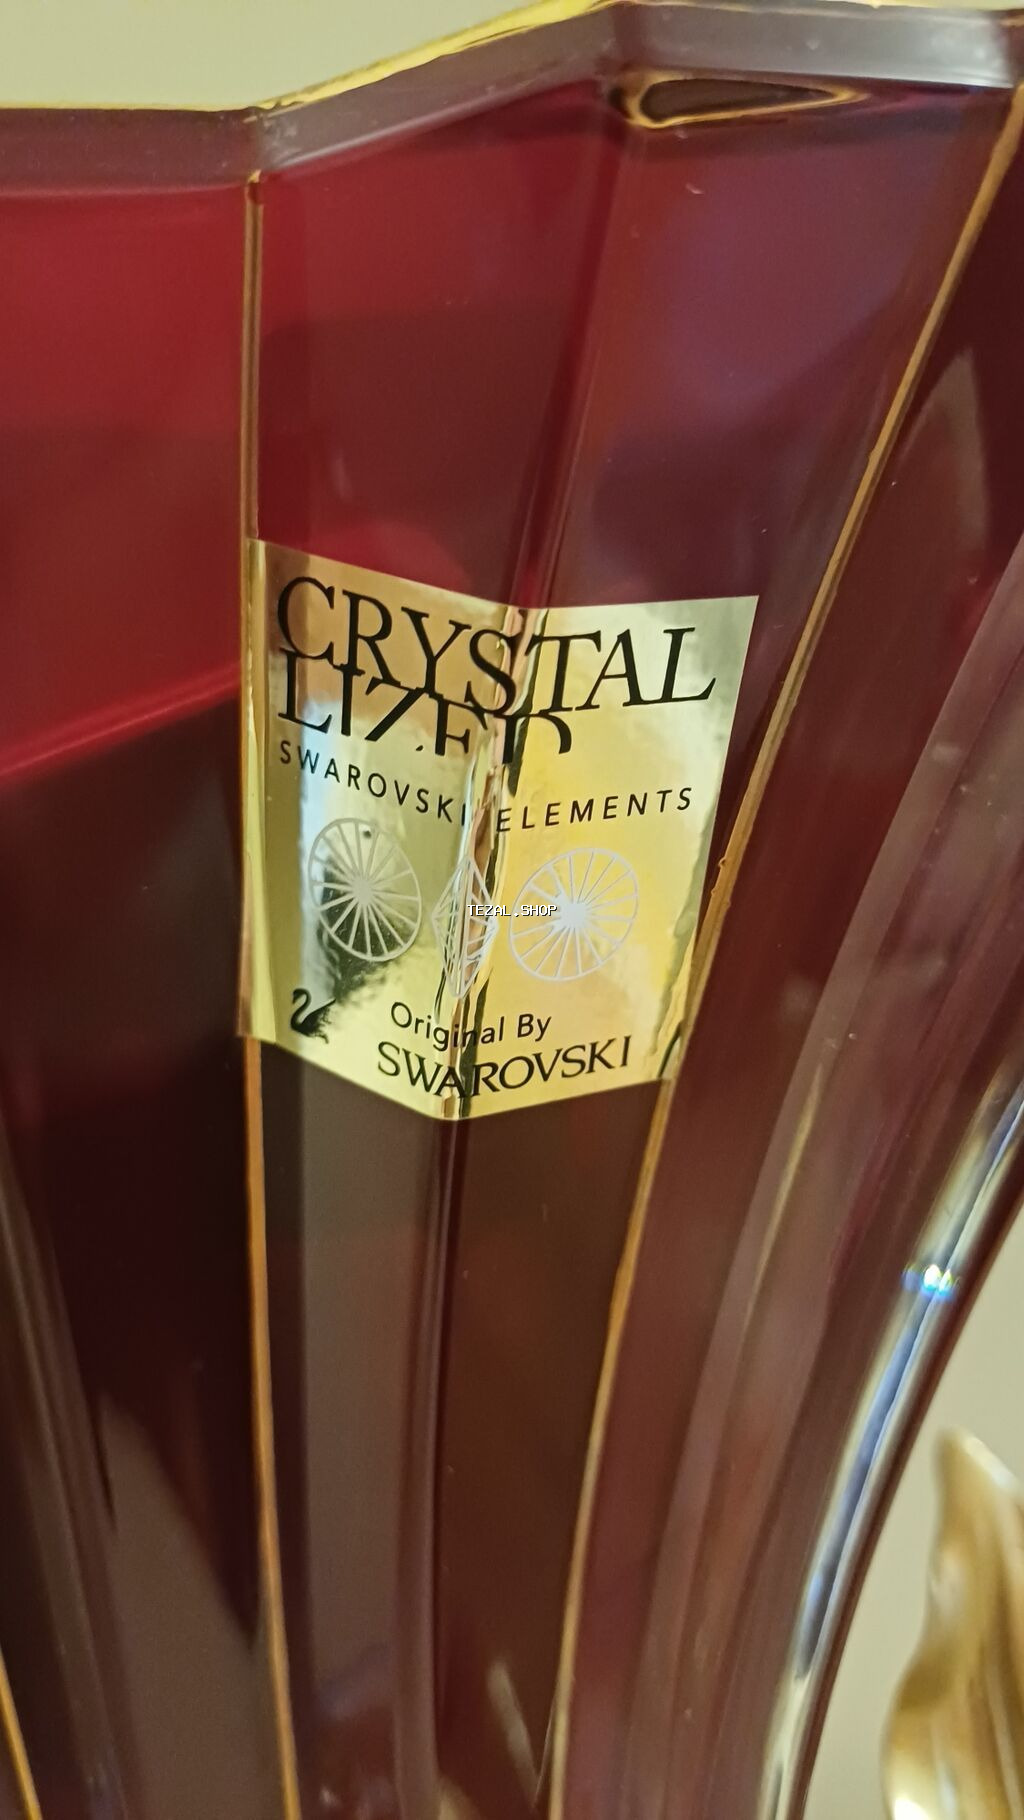 CRYSTAL
LIZED
SWAROVSKI ELEMENTS
TEZAL.SHOP
Original By
SWAROVSKI